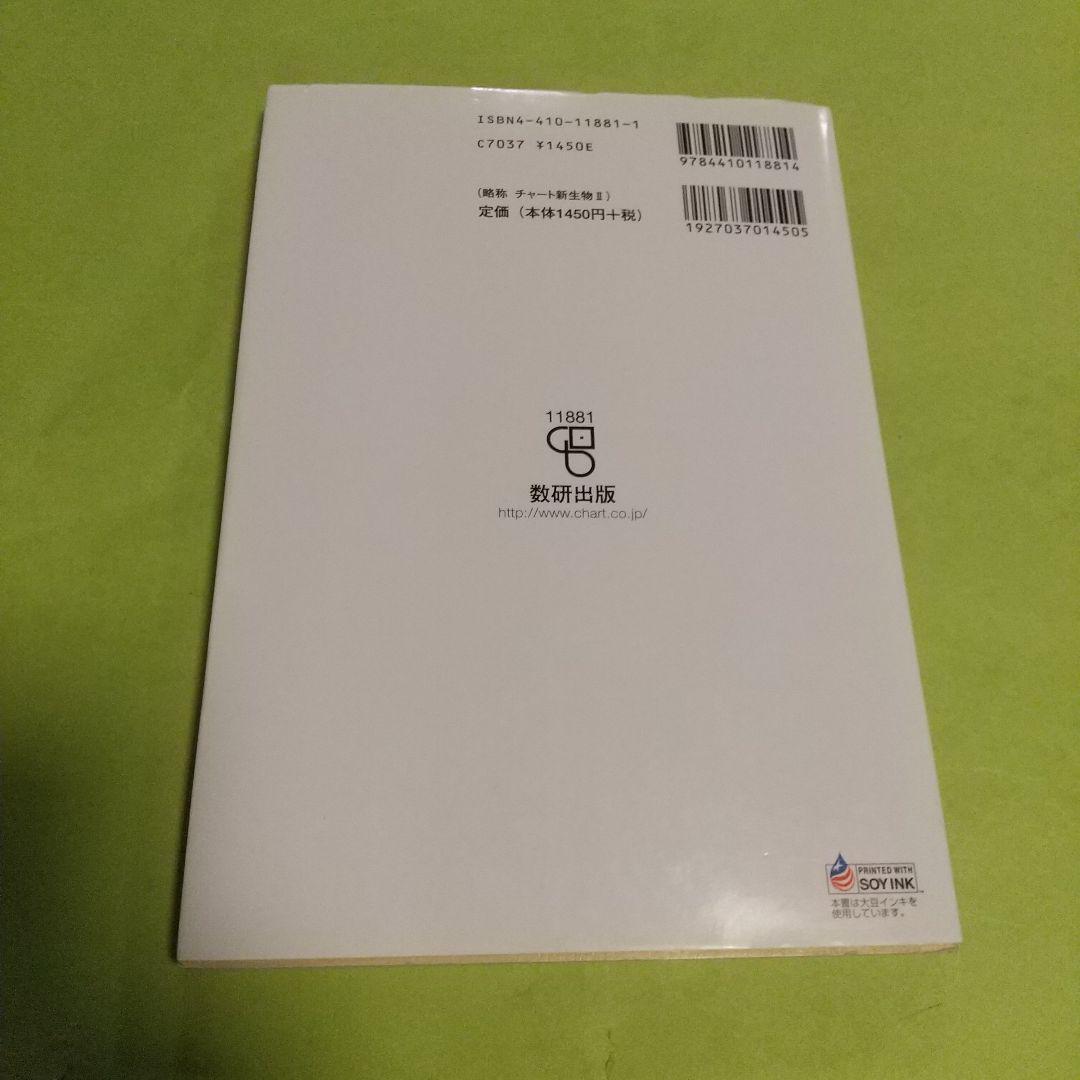 ISBN4-410-11881-1
C7037 ¥1450E
9784410118814
(略称 チャート新生物Ⅱ)
定価(本体1450円+税)
1927037014505
11881
数研出版
http://www.chart.co.jp/
PRINTED WITH
SOY INK™
本書は大豆インキを
使用しています。